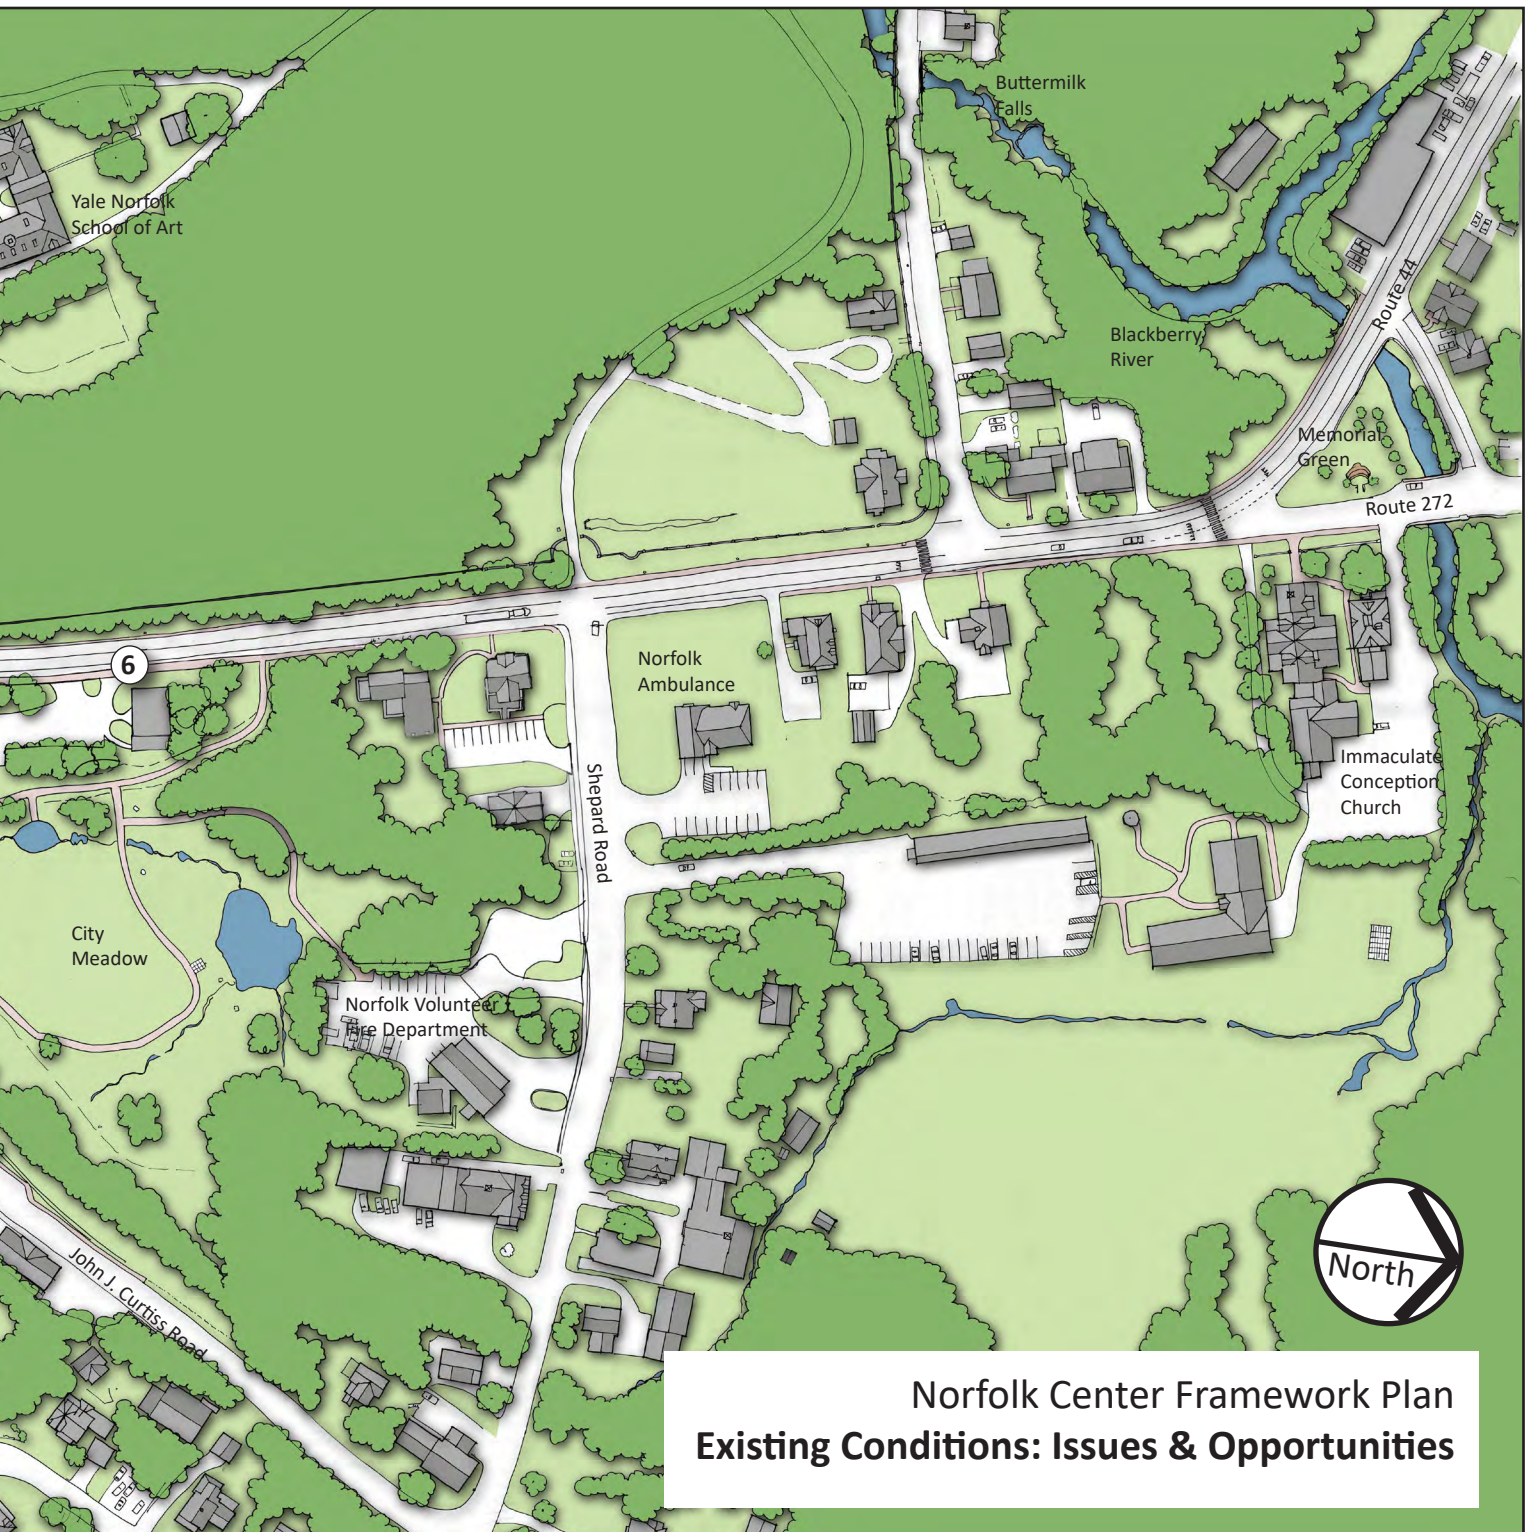 Buttermilk
Falls
Yale Norfolk
School of Art
Route 44
Blackberry
River
Memorial
Green
Route 272
6
Norfolk
Ambulance
Immaculate
Conception
Church
Shepard Road
City
Meadow
Norfolk Volunteer
Fire Department
North
John J. Curtiss Road
Norfolk Center Framework Plan
Existing Conditions: Issues & Opportunities